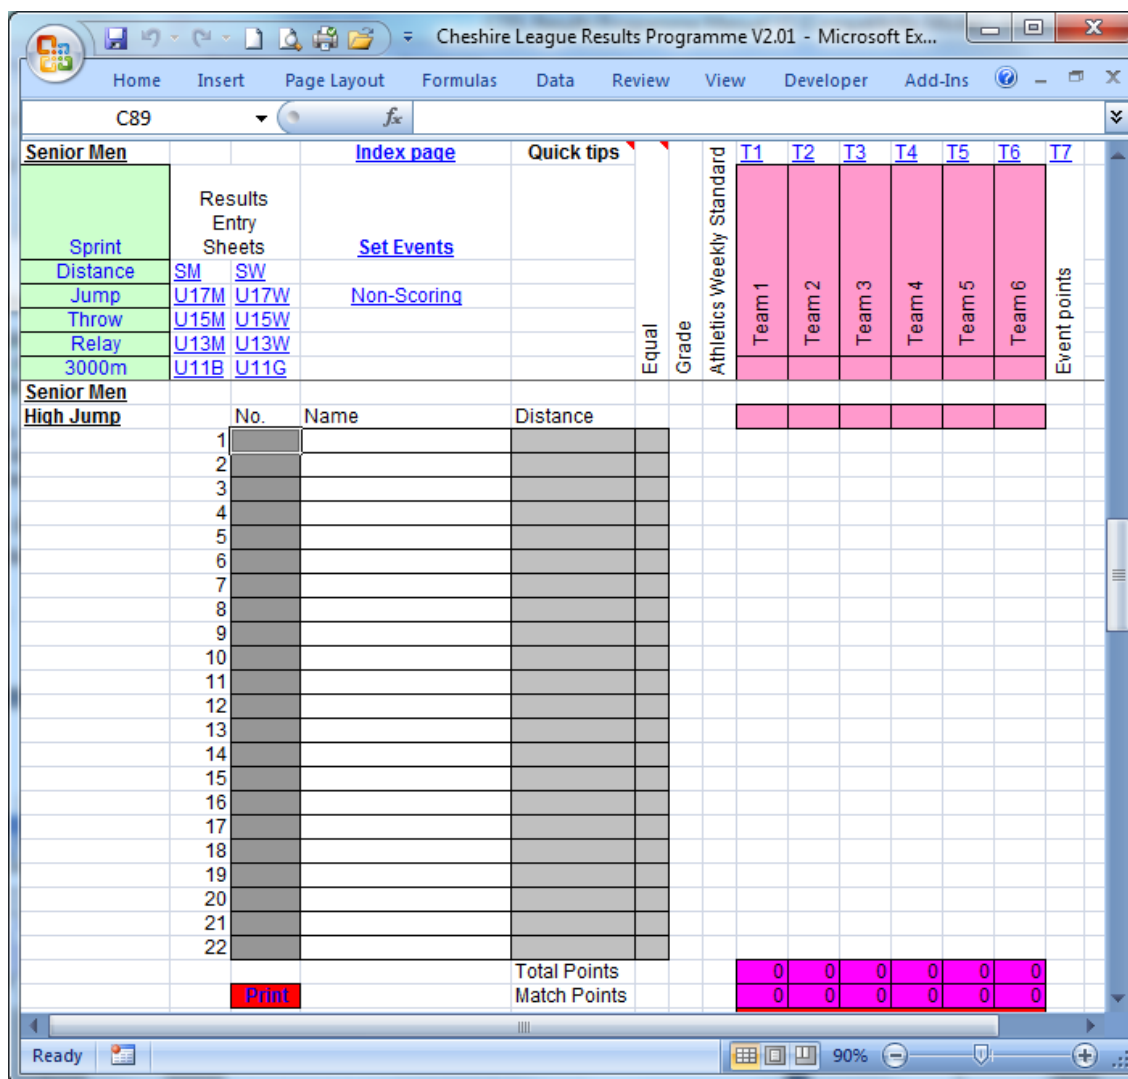 Cheshire League Results Programme V2.01 - Microsoft Ex...
Home Insert Page Layout Formulas Data Review View Developer Add-Ins
C89 fx
Senior Men Index page Quick tips T1 T2 T3 T4 T5 T6 T7
Results
Entry
Sprint Sheets Set Events
Distance SM SW
Jump U17M U17W Non-Scoring
Throw U15M U15W
Relay U13M U13W
3000m U11B U11G
Equal
Grade
Athletics Weekly Standard
Team 1
Team 2
Team 3
Team 4
Team 5
Team 6
Event points
Senior Men
High Jump No. Name Distance
1
2
3
4
5
6
7
8
9
10
11
12
13
14
15
16
17
18
19
20
21
22
Total Points 0 0 0 0 0 0
Print Match Points 0 0 0 0 0 0
Ready 90%